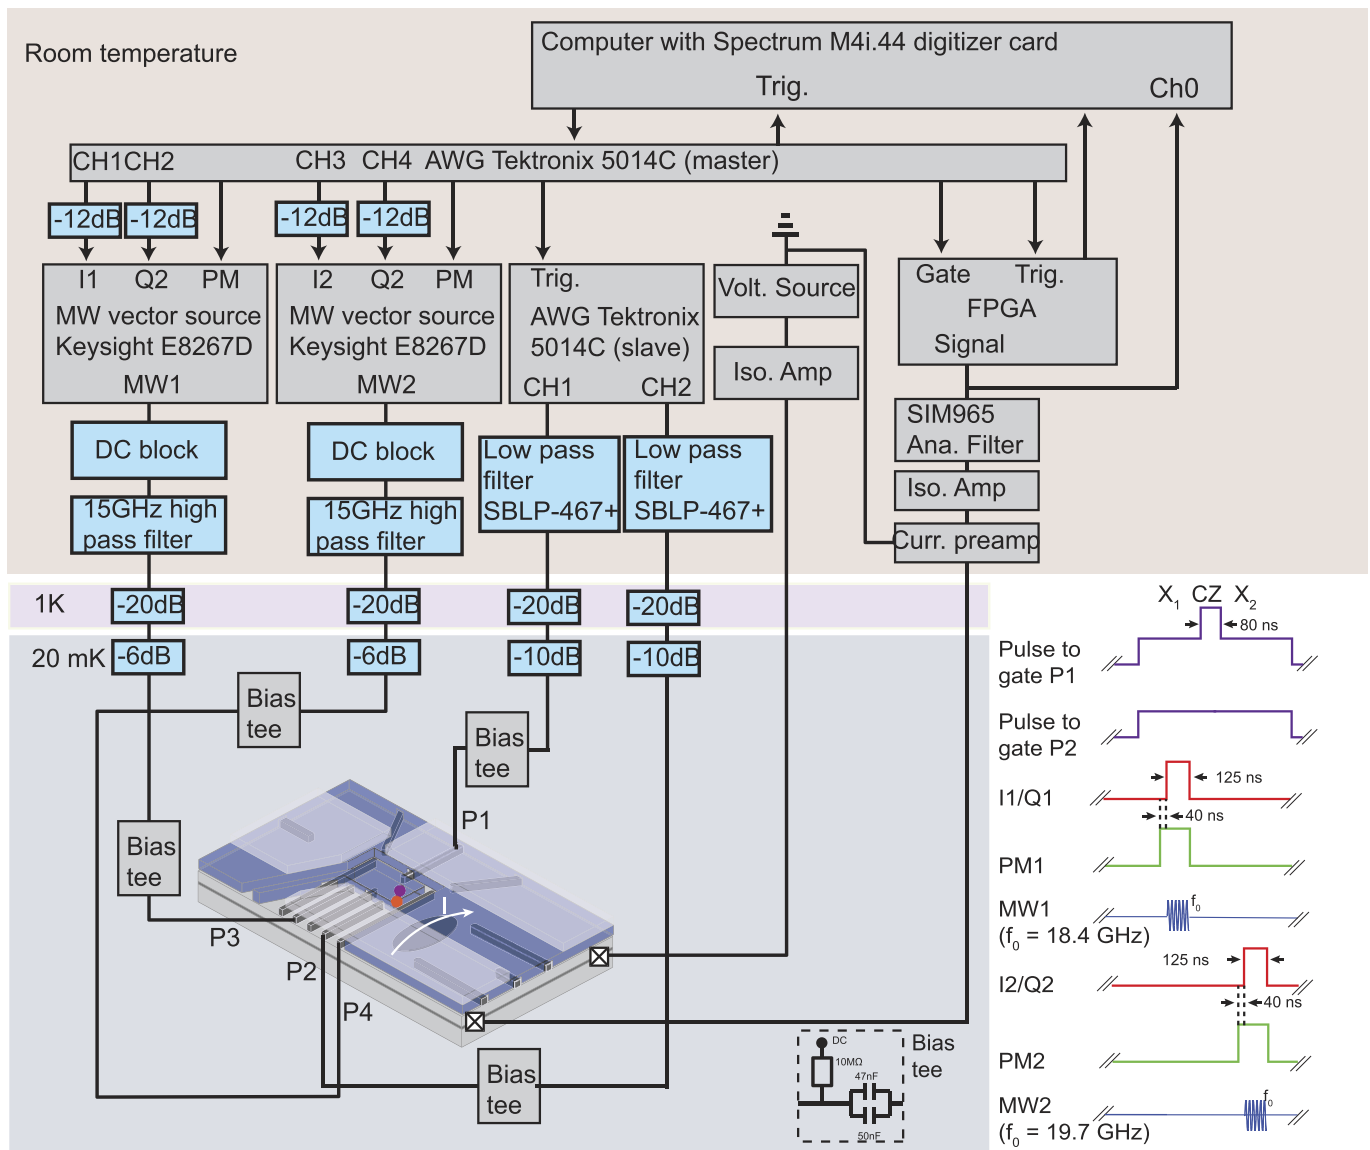 Room temperature
Computer with Spectrum M4i.44 digitizer card
Trig.
Ch0
CH1CH2
CH3 CH4 AWG Tektronix 5014C (master)
-12dB -12dB -12dB -12dB
I1 Q2 PM
MW vector source
Keysight E8267D
MW1
I2 Q2 PM
MW vector source
Keysight E8267D
MW2
Trig.
AWG Tektronix
5014C (slave)
CH1 CH2
Volt. Source
Iso. Amp
Gate Trig.
FPGA
Signal
SIM965
Ana. Filter
Iso. Amp
Curr. preamp
DC block
15GHz high
pass filter
DC block
15GHz high
pass filter
Low pass
filter
SBLP-467+
Low pass
filter
SBLP-467+
1K
-20dB -20dB -20dB -20dB
20 mK
-6dB -6dB -10dB -10dB
Bias
tee
Bias
tee
Bias
tee
Bias
tee
P1
P3
P2
P4
I
DC
10MΩ
47nF
50nF
Bias
tee
X1 CZ X2
80 ns
Pulse to
gate P1
Pulse to
gate P2
125 ns
I1/Q1
40 ns
PM1
MW1
f0
(f0 = 18.4 GHz)
125 ns
I2/Q2
40 ns
PM2
MW2
f0
(f0 = 19.7 GHz)